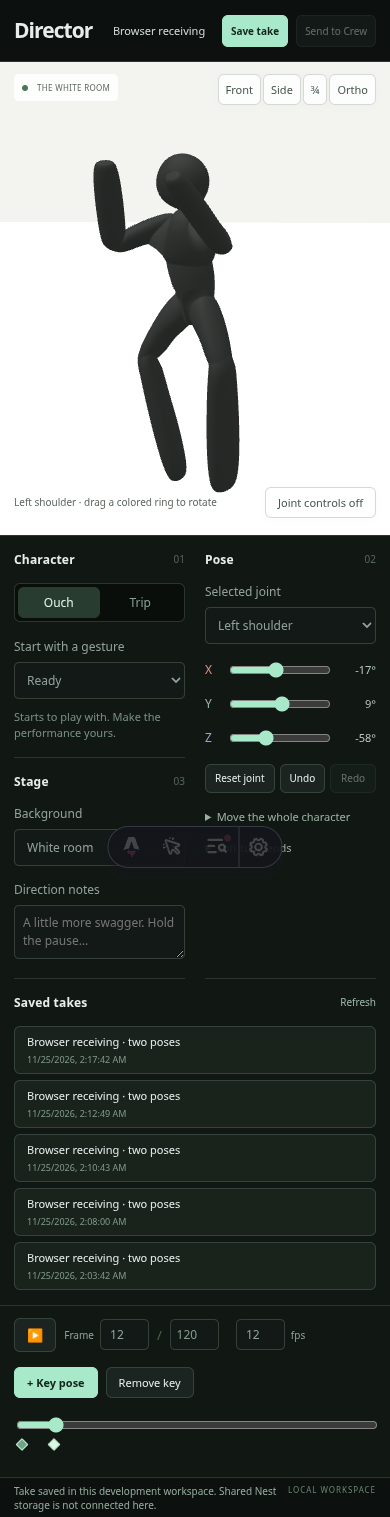 Director
Browser receiving
Save take
Send to Crew
THE WHITE ROOM
Front
Side
¾
Ortho
Left shoulder · drag a colored ring to rotate
Joint controls off
Character 01
Ouch
Trip
Start with a gesture
Ready
Starts to play with. Make the
performance yours.
Stage 03
Background
White room
Direction notes
A little more swagger. Hold
the pause...
Pose 02
Selected joint
Left shoulder
X -17°
Y 9°
Z -58°
Reset joint
Undo
Redo
Move the whole character
Saved takes
Refresh
Browser receiving · two poses
11/25/2026, 2:17:42 AM
Browser receiving · two poses
11/25/2026, 2:12:49 AM
Browser receiving · two poses
11/25/2026, 2:10:43 AM
Browser receiving · two poses
11/25/2026, 2:08:00 AM
Browser receiving · two poses
11/25/2026, 2:03:42 AM
Frame 12 / 120 12 fps
+ Key pose
Remove key
Take saved in this development workspace. Shared Nest
storage is not connected here.
LOCAL WORKSPACE